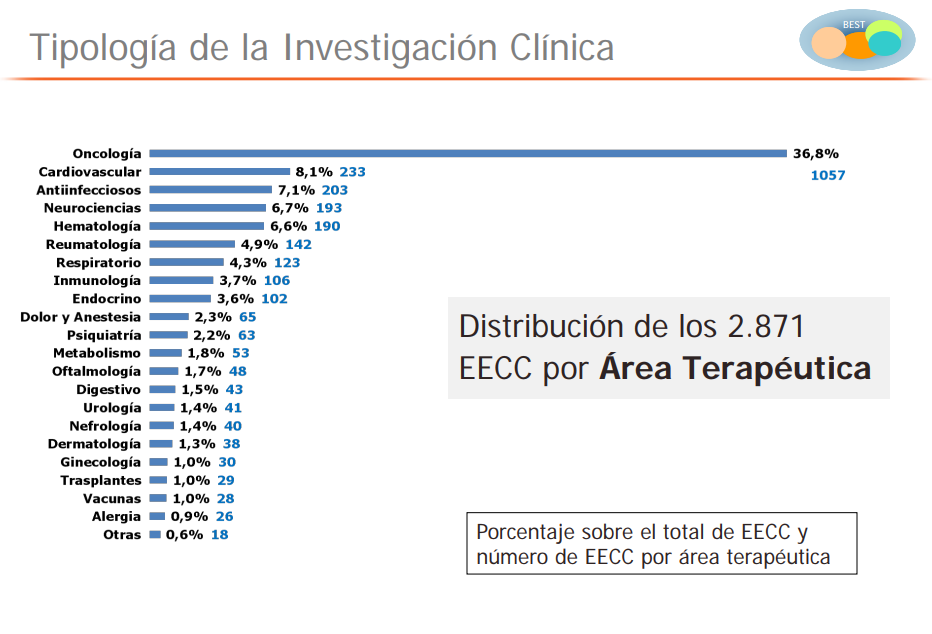 Tipología de la Investigación Clínica
BEST
Oncología 36,8%
1057
Cardiovascular 8,1% 233
Antiinfecciosos 7,1% 203
Neurociencias 6,7% 193
Hematología 6,6% 190
Reumatología 4,9% 142
Respiratorio 4,3% 123
Inmunología 3,7% 106
Endocrino 3,6% 102
Dolor y Anestesia 2,3% 65
Psiquiatría 2,2% 63
Metabolismo 1,8% 53
Oftalmología 1,7% 48
Digestivo 1,5% 43
Urología 1,4% 41
Nefrología 1,4% 40
Dermatología 1,3% 38
Ginecología 1,0% 30
Trasplantes 1,0% 29
Vacunas 1,0% 28
Alergia 0,9% 26
Otras 0,6% 18
Distribución de los 2.871
EECC por Área Terapéutica
Porcentaje sobre el total de EECC y
número de EECC por área terapéutica